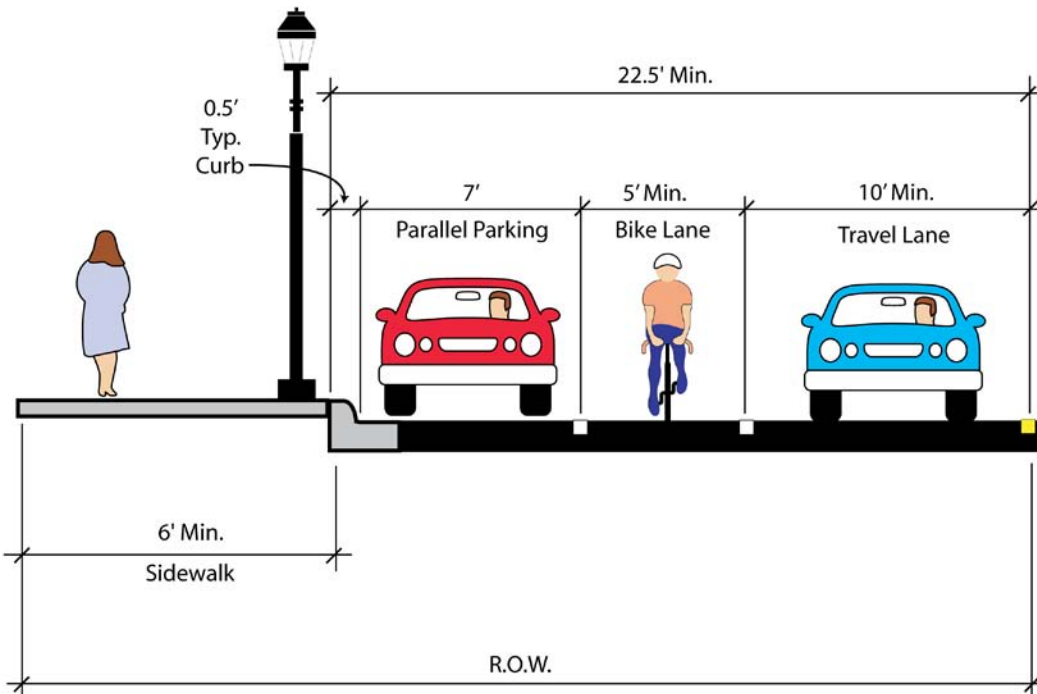 22.5' Min.
0.5′
Typ.
Curb
7′
5′ Min.
10′ Min.
Parallel Parking
Bike Lane
Travel Lane
6' Min.
Sidewalk
R.O.W.